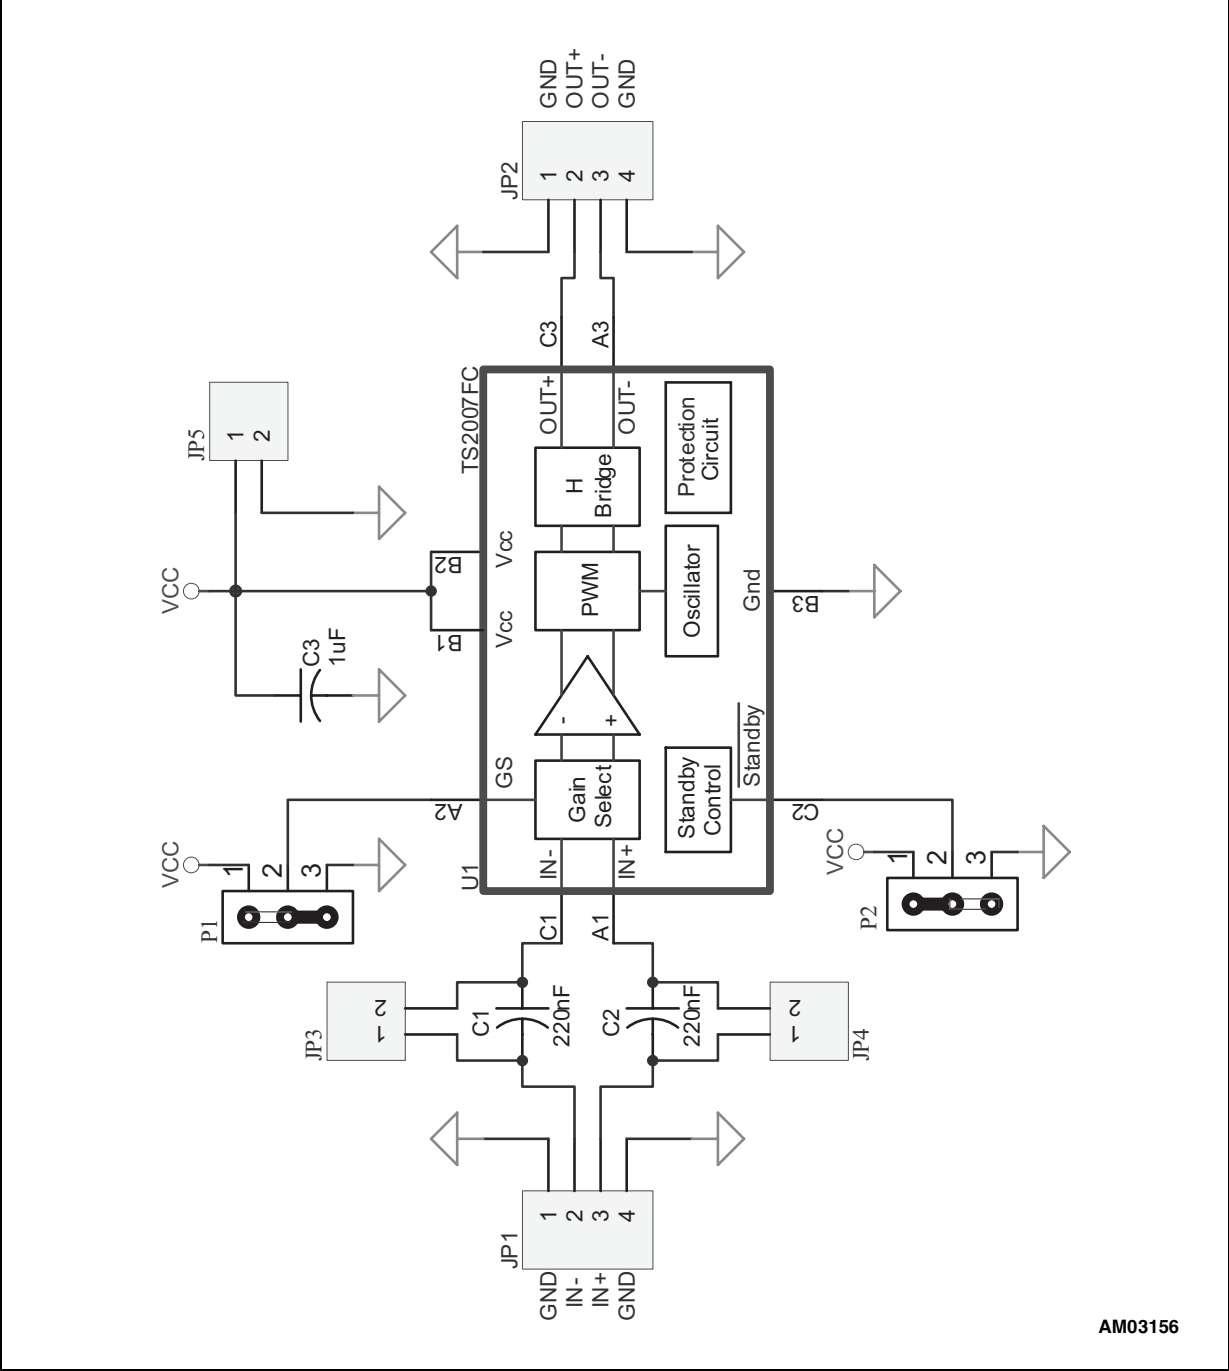 GND
OUT+
OUT-
GND
JP2
1
2
3
4
C3
A3
JP5
1
2
VCC
C3
1uF
B2
B1
TS2007FC
Vcc
Vcc
OUT+
OUT-
H
Bridge
Protection
Circuit
PWM
Oscillator
Gnd
B3
-
+
GS
Gain
Select
Standby
Control
Standby
IN-
IN+
U1
A2
C2
VCC
1
2
3
P1
VCC
1
2
3
P2
C1
A1
JP3
1
2
C1
220nF
C2
220nF
JP4
1
2
JP1
1
2
3
4
GND
IN-
IN+
GND
AM03156